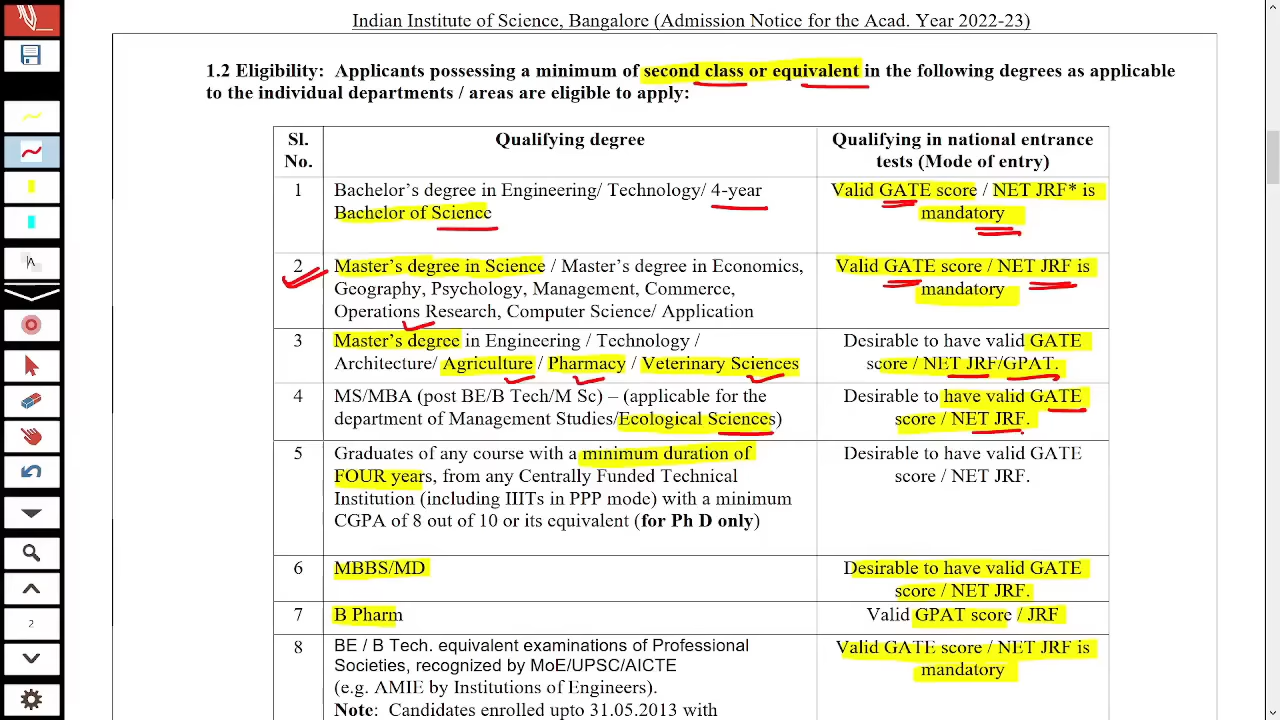 Indian Institute of Science, Bangalore (Admission Notice for the Acad. Year 2022-23)
1.2 Eligibility: Applicants possessing a minimum of second class or equivalent in the following degrees as applicable
to the individual departments / areas are eligible to apply:
Sl.
No.
Qualifying degree
Qualifying in national entrance
tests (Mode of entry)
1
Bachelor’s degree in Engineering/ Technology/ 4-year
Bachelor of Science
Valid GATE score / NET JRF* is
mandatory
2
Master’s degree in Science / Master’s degree in Economics,
Geography, Psychology, Management, Commerce,
Operations Research, Computer Science/ Application
Valid GATE score / NET JRF is
mandatory
3
Master’s degree in Engineering / Technology /
Architecture/ Agriculture / Pharmacy / Veterinary Sciences
Desirable to have valid GATE
score / NET JRF/GPAT.
4
MS/MBA (post BE/B Tech/M Sc) – (applicable for the
department of Management Studies/Ecological Sciences)
Desirable to have valid GATE
score / NET JRF.
5
Graduates of any course with a minimum duration of
FOUR years, from any Centrally Funded Technical
Institution (including IIITs in PPP mode) with a minimum
CGPA of 8 out of 10 or its equivalent (for Ph D only)
Desirable to have valid GATE
score / NET JRF.
6
MBBS/MD
Desirable to have valid GATE
score / NET JRF.
7
B Pharm
Valid GPAT score / JRF
8
BE / B Tech. equivalent examinations of Professional
Societies, recognized by MoE/UPSC/AICTE
(e.g. AMIE by Institutions of Engineers).
Note: Candidates enrolled upto 31.05.2013 with
Valid GATE score / NET JRF is
mandatory
2